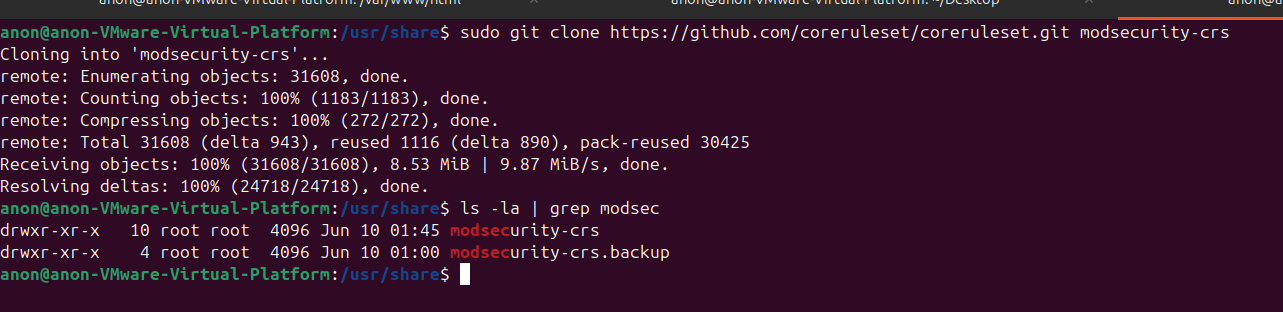 anon@anon-VMware-Virtual-Platform: /var/www/html × anon@anon-VMware-Virtual-Platform: ~/Desktop × anon@a
anon@anon-VMware-Virtual-Platform:/usr/share$ sudo git clone https://github.com/coreruleset/coreruleset.git modsecurity-crs
Cloning into 'modsecurity-crs'...
remote: Enumerating objects: 31608, done.
remote: Counting objects: 100% (1183/1183), done.
remote: Compressing objects: 100% (272/272), done.
remote: Total 31608 (delta 943), reused 1116 (delta 890), pack-reused 30425
Receiving objects: 100% (31608/31608), 8.53 MiB | 9.87 MiB/s, done.
Resolving deltas: 100% (24718/24718), done.
anon@anon-VMware-Virtual-Platform:/usr/share$ ls -la | grep modsec
drwxr-xr-x   10 root root  4096 Jun 10 01:45 modsecurity-crs
drwxr-xr-x    4 root root  4096 Jun 10 01:00 modsecurity-crs.backup
anon@anon-VMware-Virtual-Platform:/usr/share$